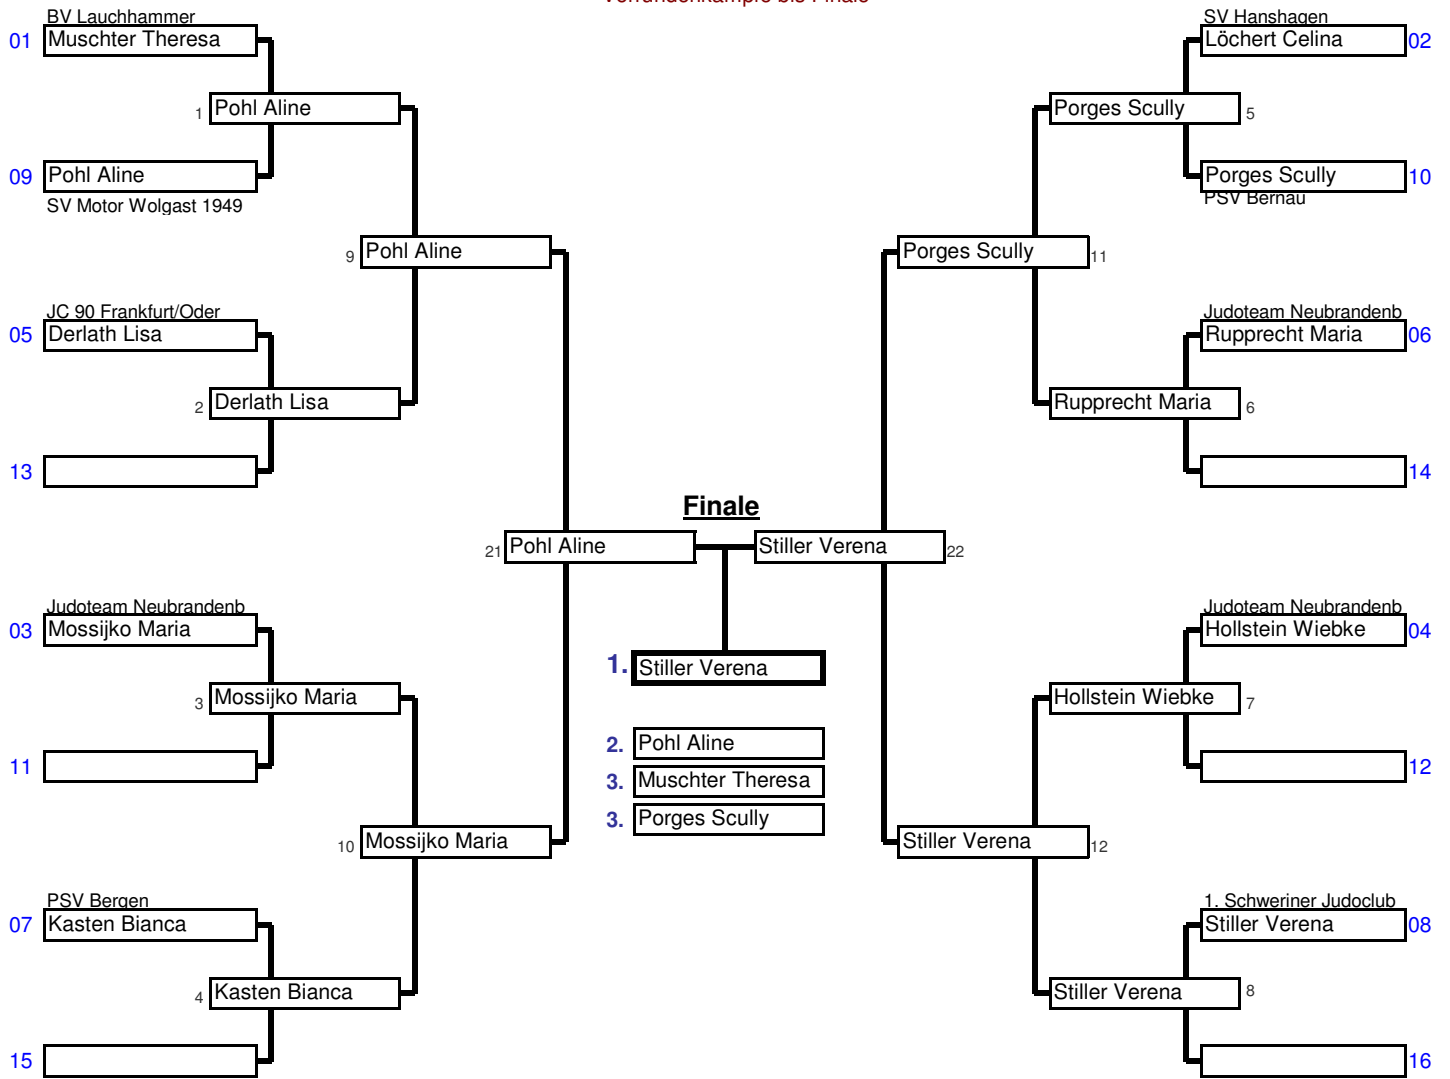 Vorrundenkämpfe bis Finale
BV Lauchhammer
01 Muschter Theresa
1 Pohl Aline
09 Pohl Aline
SV Motor Wolgast 1949
9 Pohl Aline
JC 90 Frankfurt/Oder
05 Derlath Lisa
2 Derlath Lisa
13
21 Pohl Aline
Judoteam Neubrandenb
03 Mossijko Maria
3 Mossijko Maria
11
10 Mossijko Maria
PSV Bergen
07 Kasten Bianca
4 Kasten Bianca
15
Finale
1. Stiller Verena
2. Pohl Aline
3. Muschter Theresa
3. Porges Scully
SV Hanshagen
Löchert Celina 02
Porges Scully 5
Porges Scully 10
PSV Bernau
Porges Scully 11
Judoteam Neubrandenb
Rupprecht Maria 06
Rupprecht Maria 6
14
Stiller Verena 22
Judoteam Neubrandenb
Hollstein Wiebke 04
Hollstein Wiebke 7
12
Stiller Verena 12
1. Schweriner Judoclub
Stiller Verena 08
Stiller Verena 8
16